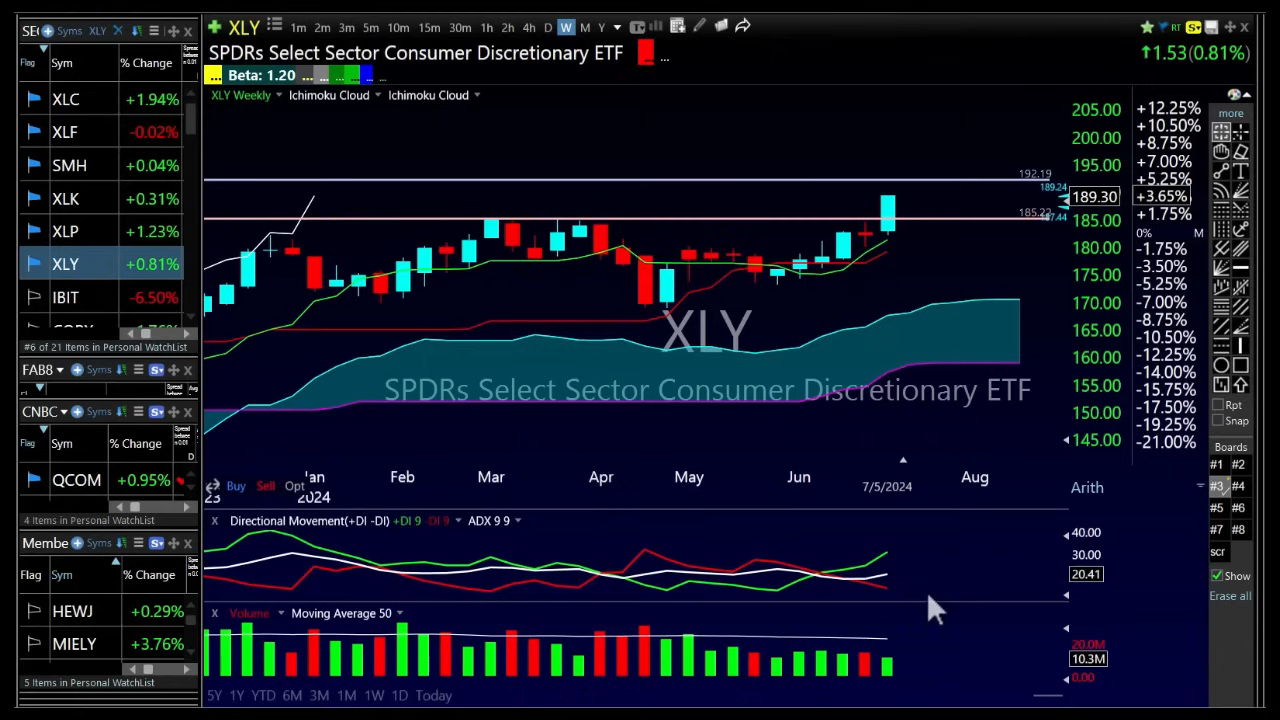 SE Syms XLY
Flag Sym % Change
XLC +1.94%
XLF -0.02%
SMH +0.04%
XLK +0.31%
XLP +1.23%
XLY +0.81%
IBIT -6.50%
#6 of 21 Items in Personal WatchList
FAB8 Syms
CNBC Syms
Flag Sym % Change
QCOM +0.95%
4 Items in Personal WatchList
Membe Syms
Flag Sym % Change
HEWJ +0.29%
MIELY +3.76%
5 Items in Personal WatchList
XLY 1m 2m 3m 5m 10m 15m 30m 1h 2h 4h D W M Y
RT
SPDRs Select Sector Consumer Discretionary ETF
1.53(0.81%)
Beta: 1.20
XLY Weekly Ichimoku Cloud Ichimoku Cloud
205.00
200.00
195.00
192.19
189.24
189.30
185.22
185.00
180.00
175.00
170.00
165.00
160.00
155.00
150.00
145.00
+12.25%
+10.50%
+8.75%
+7.00%
+5.25%
+3.65%
+1.75%
0% M
-1.75%
-3.50%
-5.25%
-7.00%
-8.75%
-10.50%
-12.25%
-14.00%
-15.75%
-17.50%
-19.25%
-21.00%
XLY
SPDRs Select Sector Consumer Discretionary ETF
Buy Sell Opt
Jan Feb Mar Apr May Jun 7/5/2024 Aug
23 2024
Arith
Directional Movement(+DI -DI) +DI 9 -DI 9 ADX 9 9
40.00
30.00
20.41
Volume Moving Average 50
20.0M
10.3M
0.00
5Y 1Y YTD 6M 3M 1M 1W 1D Today
more
Rpt
Snap
Boards
#1 #2
#3 #4
#5 #6
#7 #8
scr
Show
Erase all